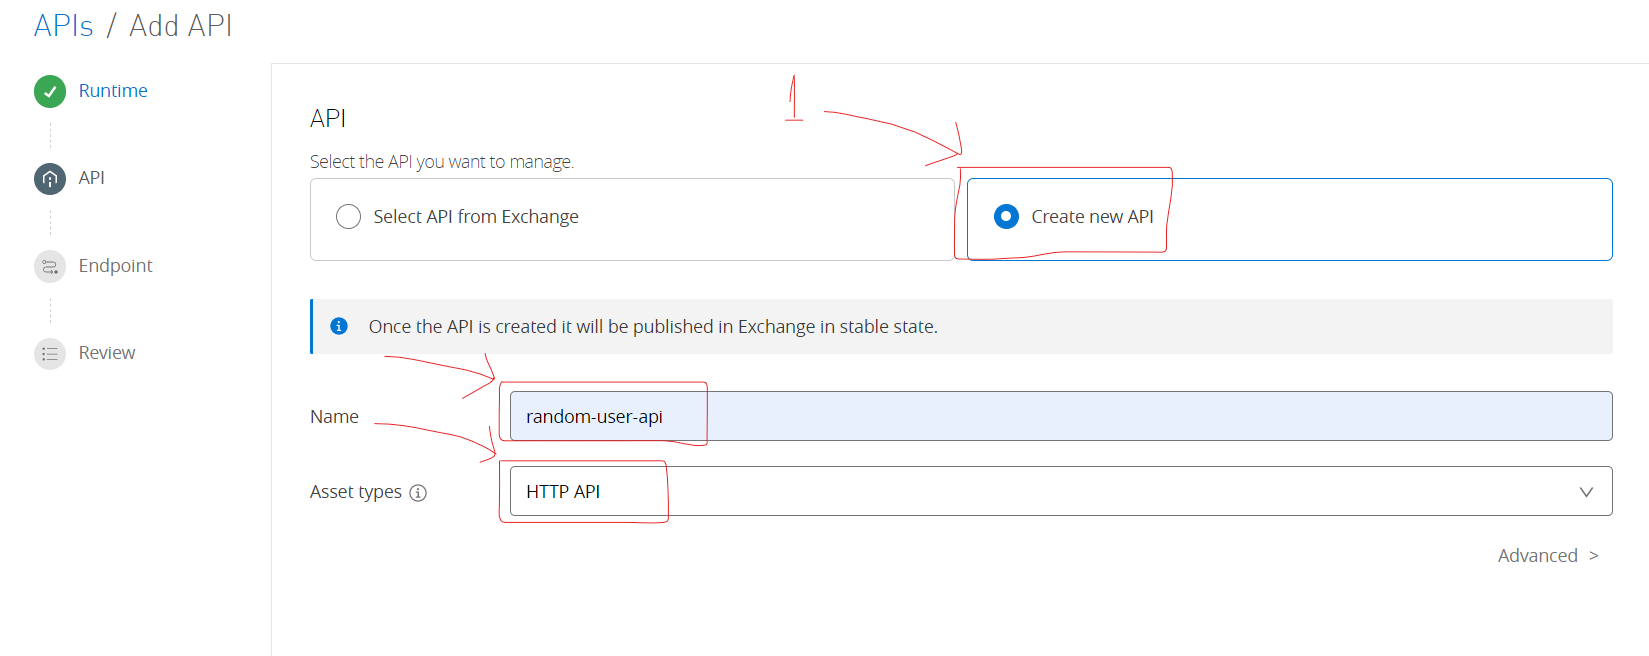 APIs / Add API
Runtime
API
Endpoint
Review
1
API
Select the API you want to manage.
Select API from Exchange
Create new API
Once the API is created it will be published in Exchange in stable state.
Name
random-user-api
Asset types
HTTP API
Advanced >